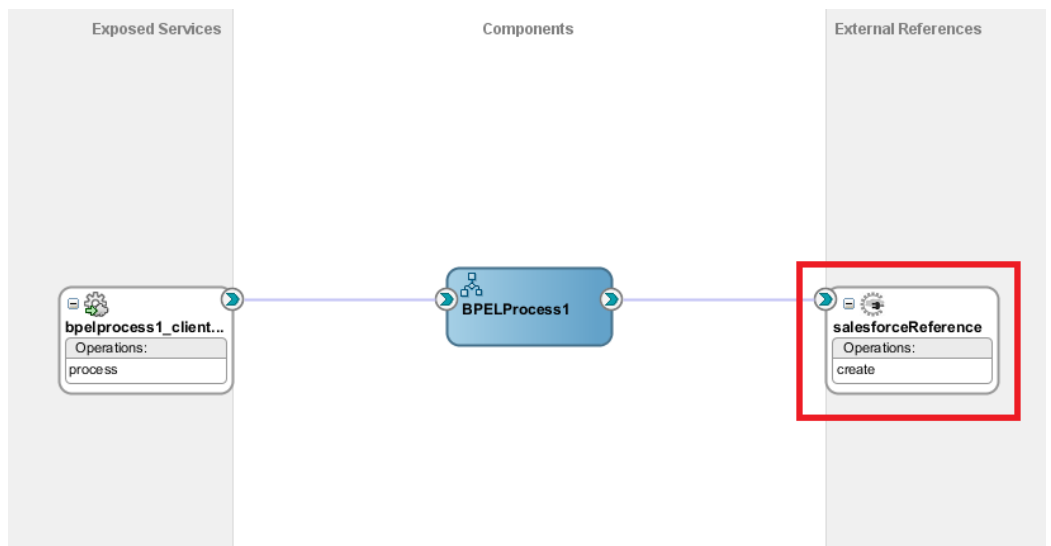 Exposed Services
Components
External References
bpelprocess1_client...
Operations:
process
BPELProcess1
salesforceReference
Operations:
create